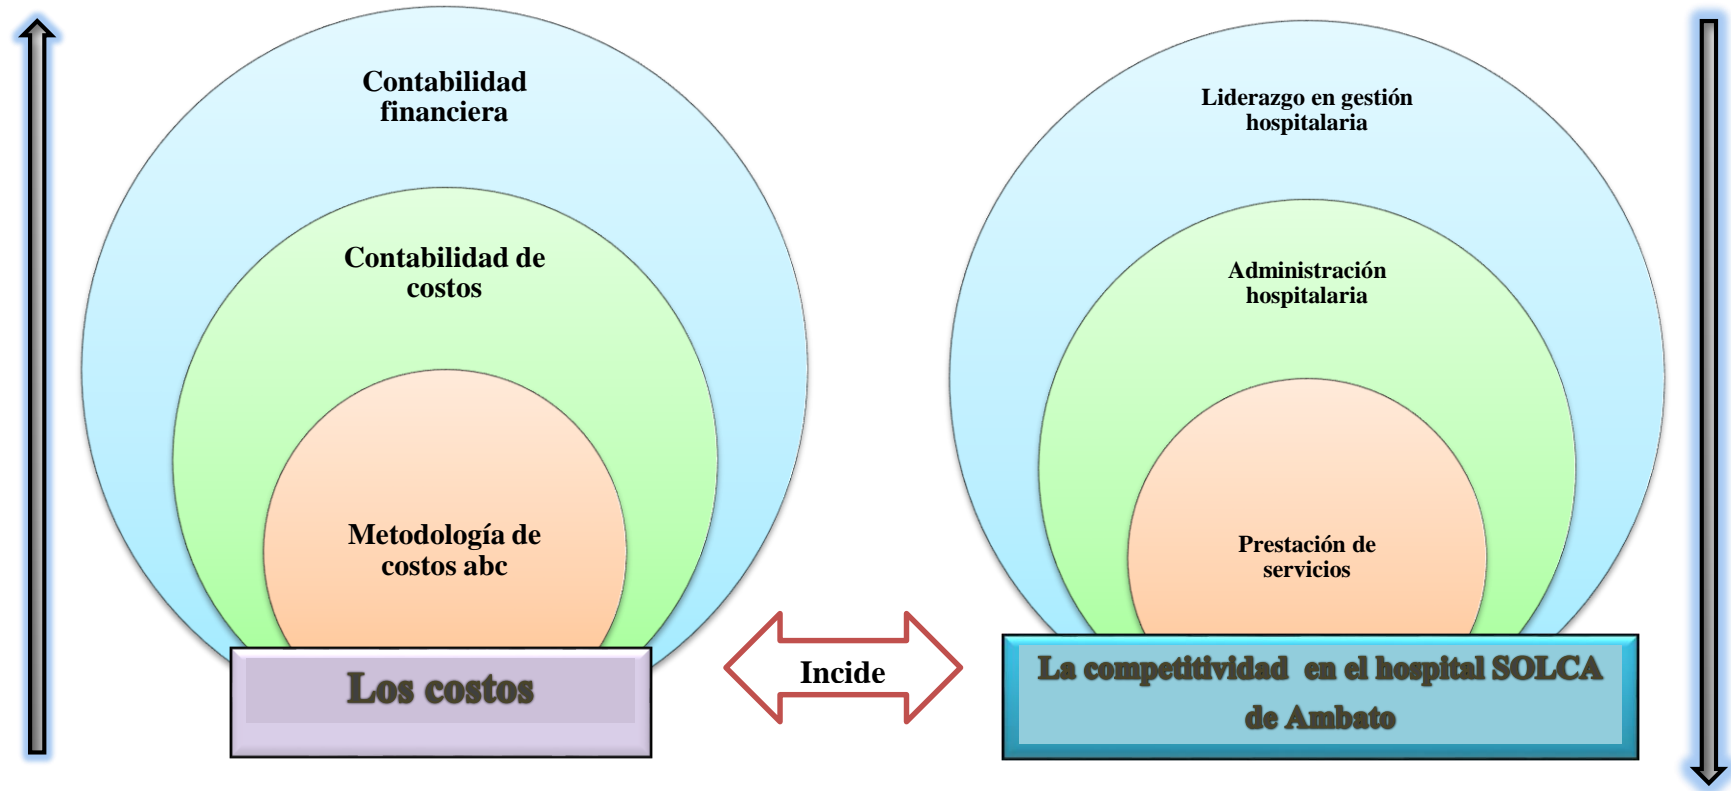 Contabilidad
financiera
Contabilidad de
costos
Metodología de
costos abc
Los costos
Incide
Liderazgo en gestión
hospitalaria
Administración
hospitalaria
Prestación de
servicios
La competitividad en el hospital SOLCA
de Ambato